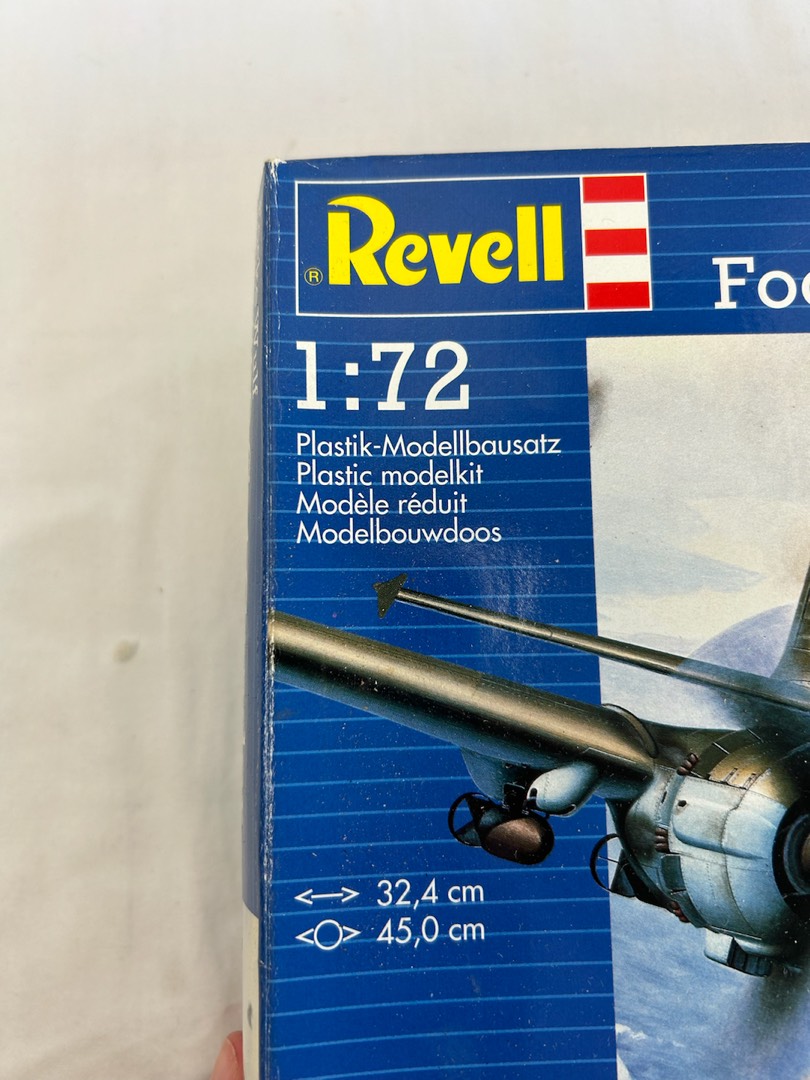 ® Revell
Foc
1:72
Plastik-Modellbausatz
Plastic modelkit
Modèle réduit
Modelbouwdoos
32,4 cm
45,0 cm